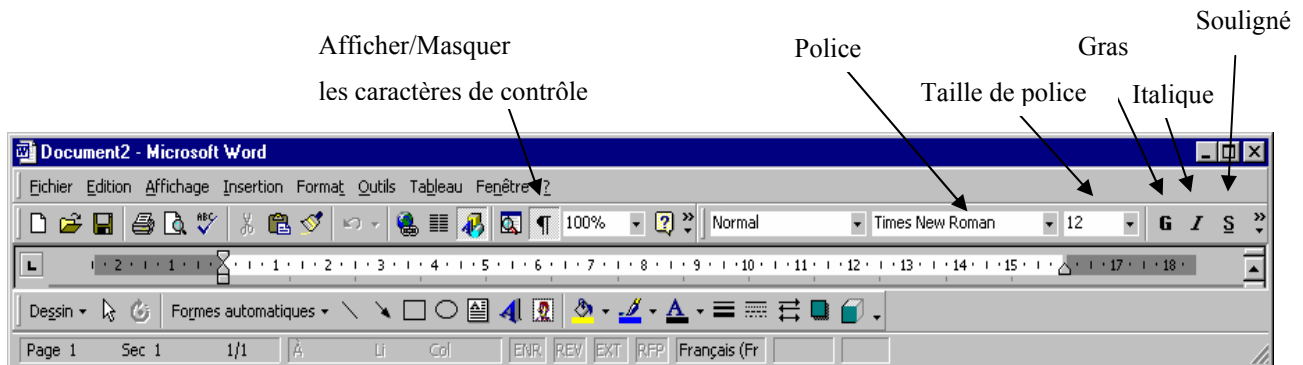 Souligné
Afficher/Masquer
Police
Gras
les caractères de contrôle
Taille de police
Italique
Document2 - Microsoft Word
Fichier Edition Affichage Insertion Format Outils Tableau Fenêtre ?
ABC 100% Normal Times New Roman 12 G I S
L 2 1 1 2 3 4 5 6 7 8 9 10 11 12 13 14 15 17 18
Dessin Formes automatiques A A A
Page 1 Sec 1 1/1 À Li Col ENR REV EXT RFP Français (Fr